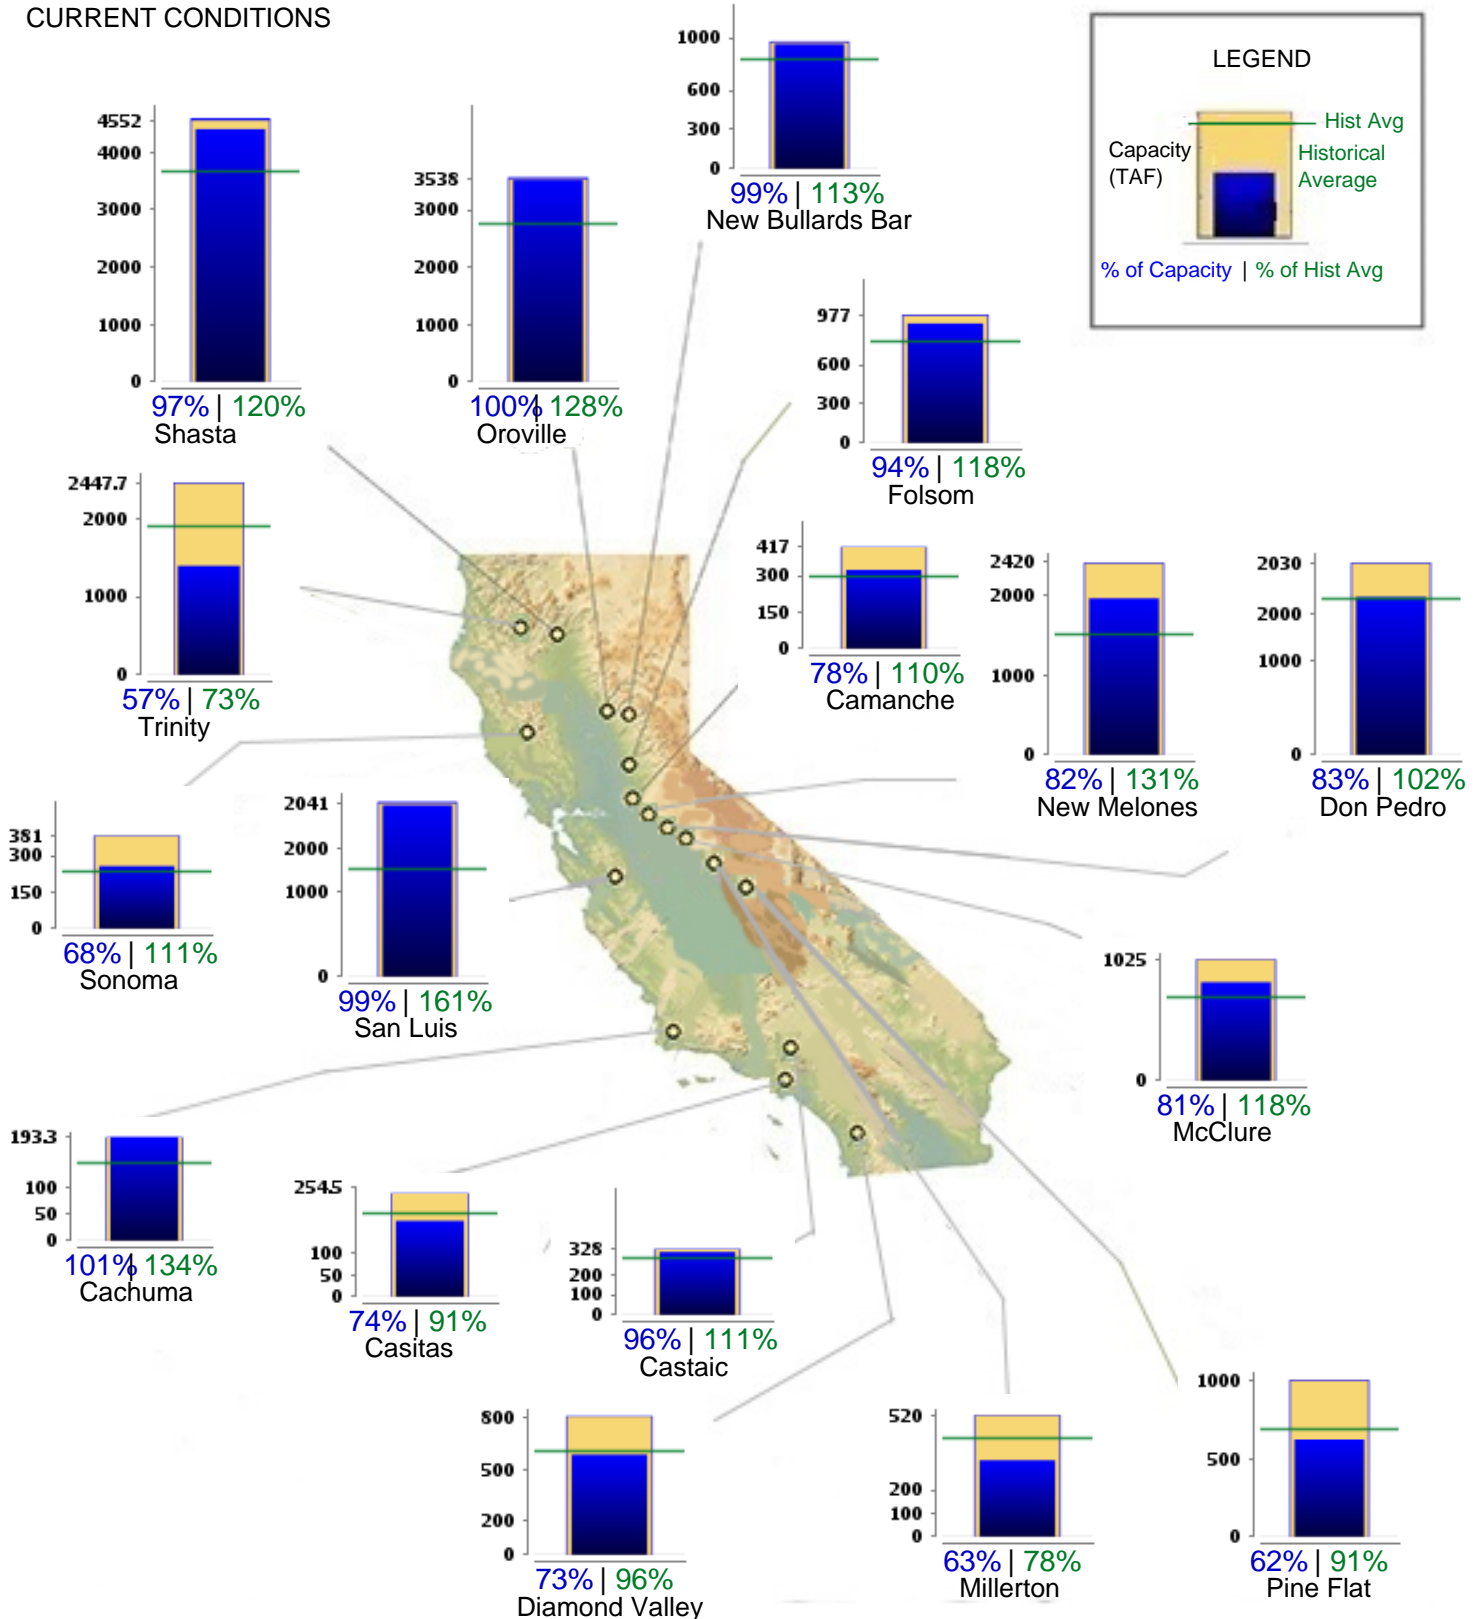 CURRENT CONDITIONS
LEGEND
Hist Avg
Capacity
(TAF)
Historical
Average
% of Capacity | % of Hist Avg
1000
600
300
0
99% | 113%
New Bullards Bar
4552
4000
3000
2000
1000
0
97% | 120%
Shasta
3538
3000
2000
1000
0
100% | 128%
Oroville
977
600
300
0
94% | 118%
Folsom
2447.7
2000
1000
0
57% | 73%
Trinity
417
300
150
0
78% | 110%
Camanche
2420
2000
1000
0
82% | 131%
New Melones
2030
2000
1000
0
83% | 102%
Don Pedro
381
300
150
0
68% | 111%
Sonoma
2041
2000
1000
0
99% | 161%
San Luis
1025
0
81% | 118%
McClure
193.3
100
50
0
101% | 134%
Cachuma
254.5
100
50
0
74% | 91%
Casitas
328
200
100
0
96% | 111%
Castaic
800
500
200
0
73% | 96%
Diamond Valley
520
200
100
0
63% | 78%
Millerton
1000
500
0
62% | 91%
Pine Flat